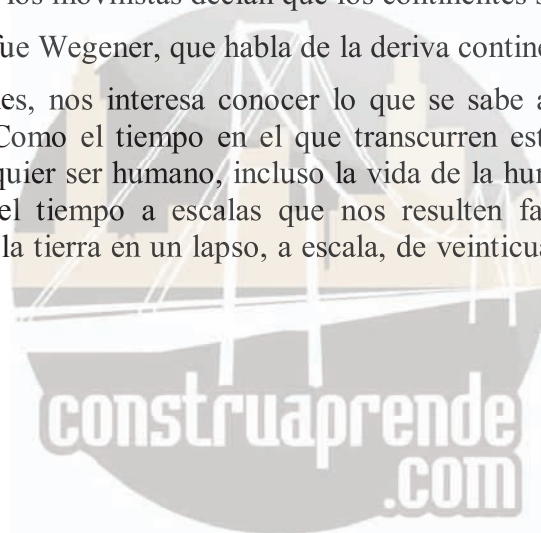 los movilistas decían que los continentes s
fue Wegener, que habla de la deriva contine
es, nos interesa conocer lo que se sabe a
Como el tiempo en el que transcurren est
quier ser humano, incluso la vida de la hum
el tiempo a escalas que nos resulten fa
la tierra en un lapso, a escala, de veinticua
construaprende
.com